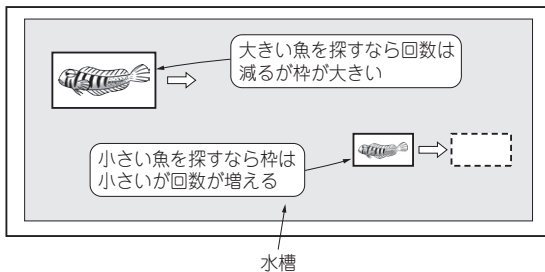 大きい魚を探すなら回数は
減るが枠が大きい
小さい魚を探すなら枠は
小さいが回数が増える
水槽